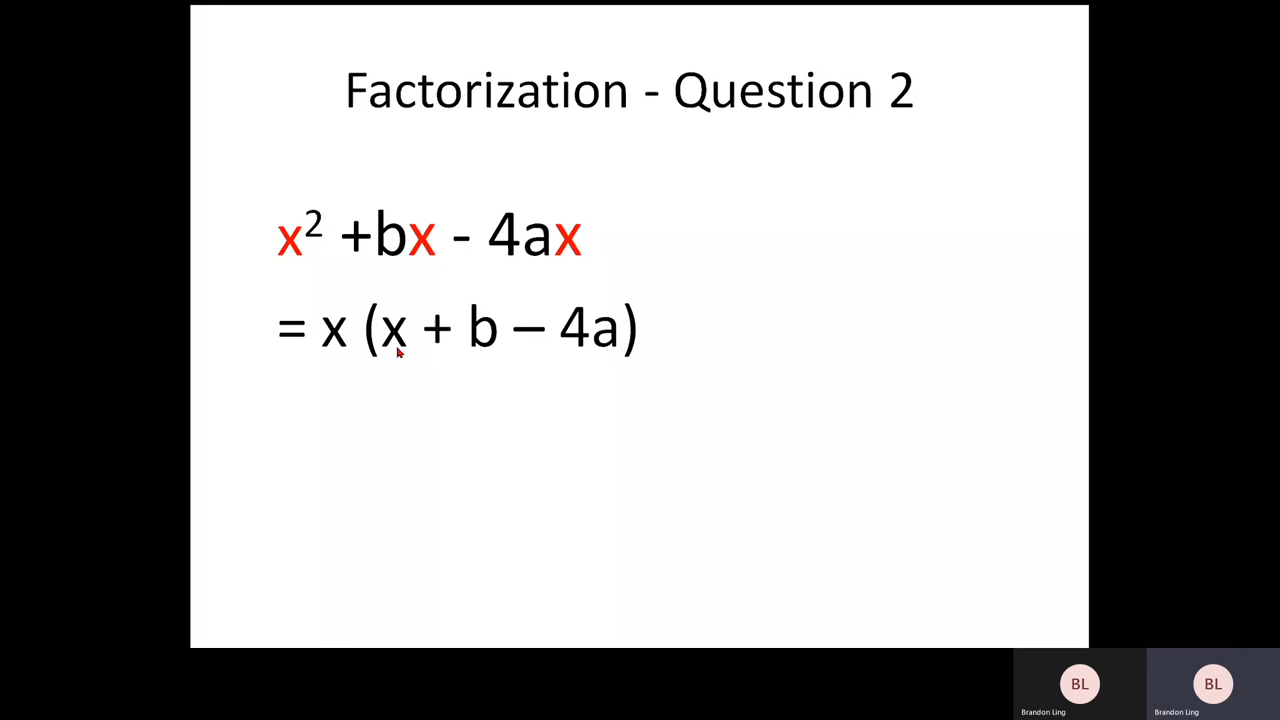 Factorization - Question 2
x² +bx - 4ax
= x (x + b – 4a)
BL
BL
Brandon Ling
Brandon Ling